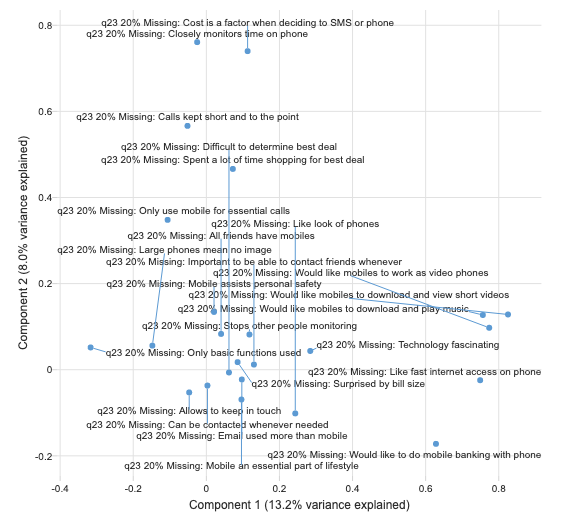 0.8
q23 20% Missing: Cost is a factor when deciding to SMS or phone
q23 20% Missing: Closely monitors time on phone
0.6
q23 20% Missing: Calls kept short and to the point
q23 20% Missing: Difficult to determine best deal
q23 20% Missing: Spent a lot of time shopping for best deal
0.4
q23 20% Missing: Only use mobile for essential calls
q23 20% Missing: Like look of phones
q23 20% Missing: All friends have mobiles
q23 20% Missing: Large phones mean no image
q23 20% Missing: Important to be able to contact friends whenever
q23 20% Missing: Would like mobiles to work as video phones
0.2
q23 20% Missing: Mobile assists personal safety
q23 20% Missing: Would like mobiles to download and view short videos
q23 20% Missing: Would like mobiles to download and play music
q23 20% Missing: Stops other people monitoring
q23 20% Missing: Technology fascinating
q23 20% Missing: Only basic functions used
0
q23 20% Missing: Like fast internet access on phone
q23 20% Missing: Surprised by bill size
q23 20% Missing: Allows to keep in touch
q23 20% Missing: Can be contacted whenever needed
q23 20% Missing: Email used more than mobile
-0.2
q23 20% Missing: Would like to do mobile banking with phone
q23 20% Missing: Mobile an essential part of lifestyle
-0.4 -0.2 0 0.2 0.4 0.6 0.8
Component 1 (13.2% variance explained)
Component 2 (8.0% variance explained)